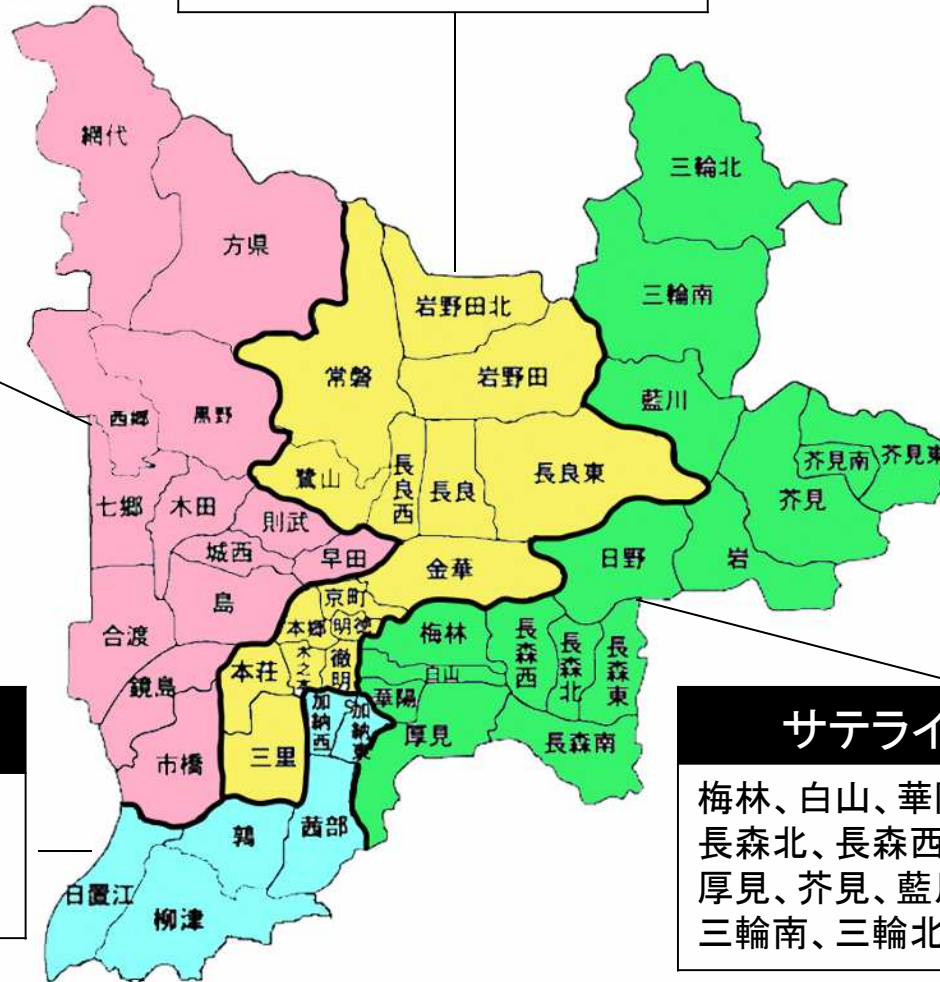 網代
三輪北
方県
三輪南
岩野田北
常磐
岩野田
藍川
西郷
黒野
芥見南
芥見東
鷺山
長良西
長良
長良東
芥見
七郷
木田
則武
城西
早田
金華
日野
岩
島
京町
合渡
本郷
明徳
梅林
長森西
長森北
長森東
本荘
木之本
徹明
白山
鏡島
華陽
加納西
加納東
厚見
長森南
市橋
三里
茜部
鶉
日置江
柳津
サテライ
梅林、白山、華
長森北、長森西
厚見、芥見、藍
三輪南、三輪北